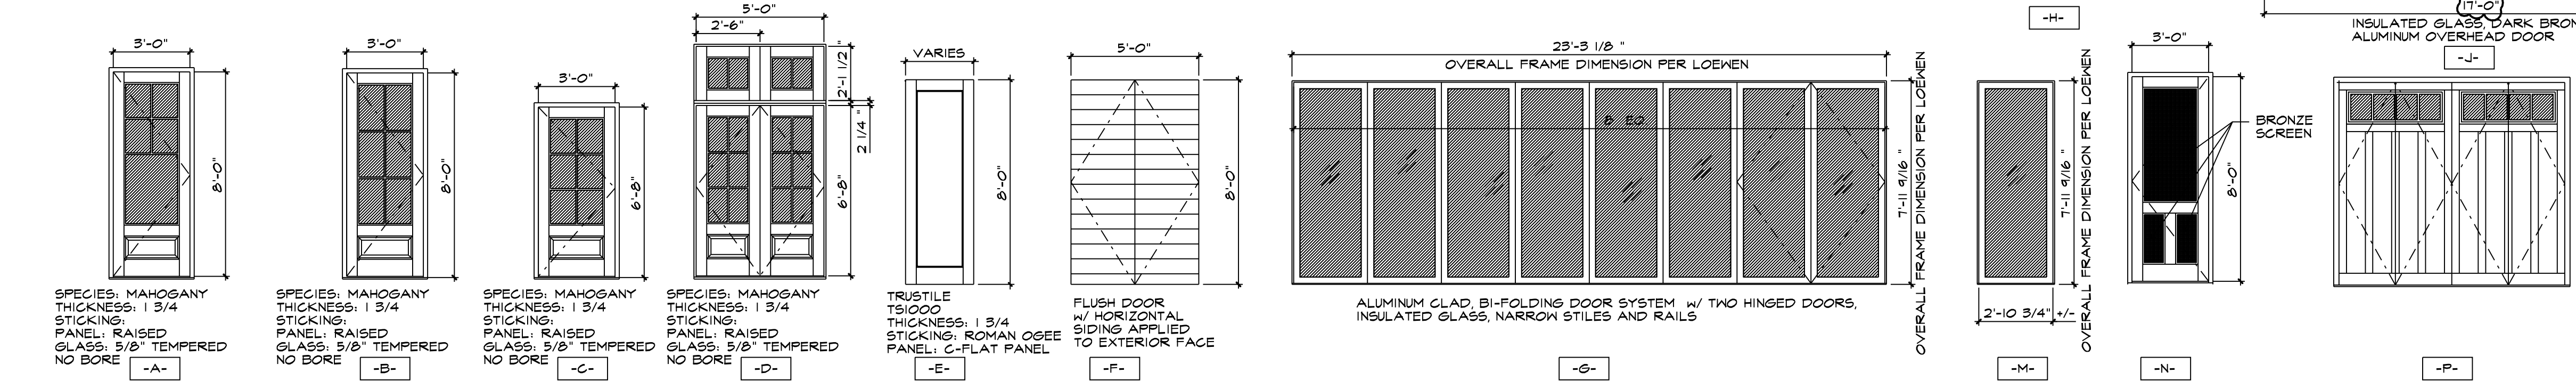 -H-
17'-0"
INSULATED GLASS, DARK BRON
ALUMINUM OVERHEAD DOOR
-J-
3'-0"
8'-0"
SPECIES: MAHOGANY
THICKNESS: 1 3/4
STICKING:
PANEL: RAISED
GLASS: 5/8" TEMPERED
NO BORE
-A-
3'-0"
8'-0"
SPECIES: MAHOGANY
THICKNESS: 1 3/4
STICKING:
PANEL: RAISED
GLASS: 5/8" TEMPERED
NO BORE
-B-
3'-0"
6'-8"
SPECIES: MAHOGANY
THICKNESS: 1 3/4
STICKING:
PANEL: RAISED
GLASS: 5/8" TEMPERED
NO BORE
-C-
5'-0"
2'-6"
2'-1 1/2"
2 1/4 "
6'-8"
SPECIES: MAHOGANY
THICKNESS: 1 3/4
STICKING:
PANEL: RAISED
GLASS: 5/8" TEMPERED
NO BORE
-D-
VARIES
8'-0"
TRUSTILE
TS1000
THICKNESS: 1 3/4
STICKING: ROMAN OGEE
PANEL: C-FLAT PANEL
-E-
5'-0"
8'-0"
FLUSH DOOR
W/ HORIZONTAL
SIDING APPLIED
TO EXTERIOR FACE
-F-
23'-3 1/8 "
OVERALL FRAME DIMENSION PER LOEWEN
8 EQ
7'-11 9/16 "
OVERALL FRAME DIMENSION PER LOEWEN
ALUMINUM CLAD, BI-FOLDING DOOR SYSTEM W/ TWO HINGED DOORS,
INSULATED GLASS, NARROW STILES AND RAILS
-G-
7'-11 9/16 "
OVERALL FRAME DIMENSION PER LOEWEN
2'-10 3/4" +/-
-M-
3'-0"
8'-0"
BRONZE
SCREEN
-N-
-P-